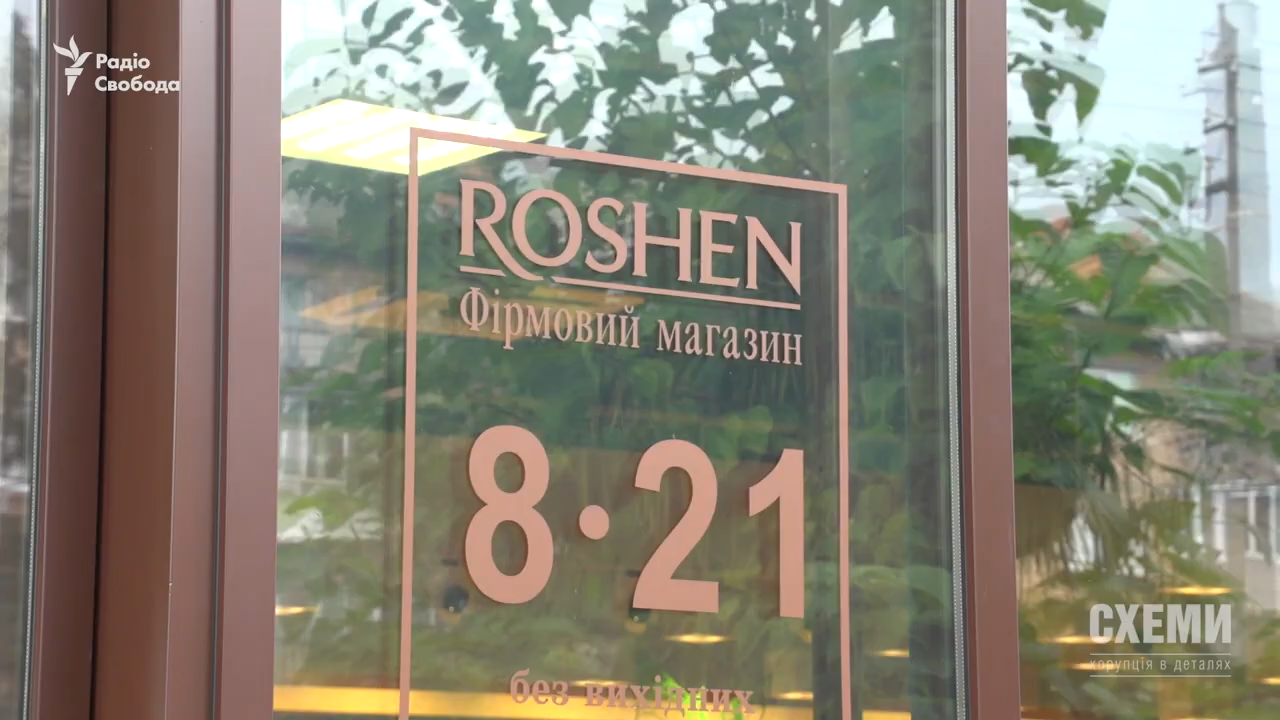 Радіо
Свобода
ROSHEN
Фірмовий магазин
8·21
без вихідних
СХЕМИ
корупція в деталях